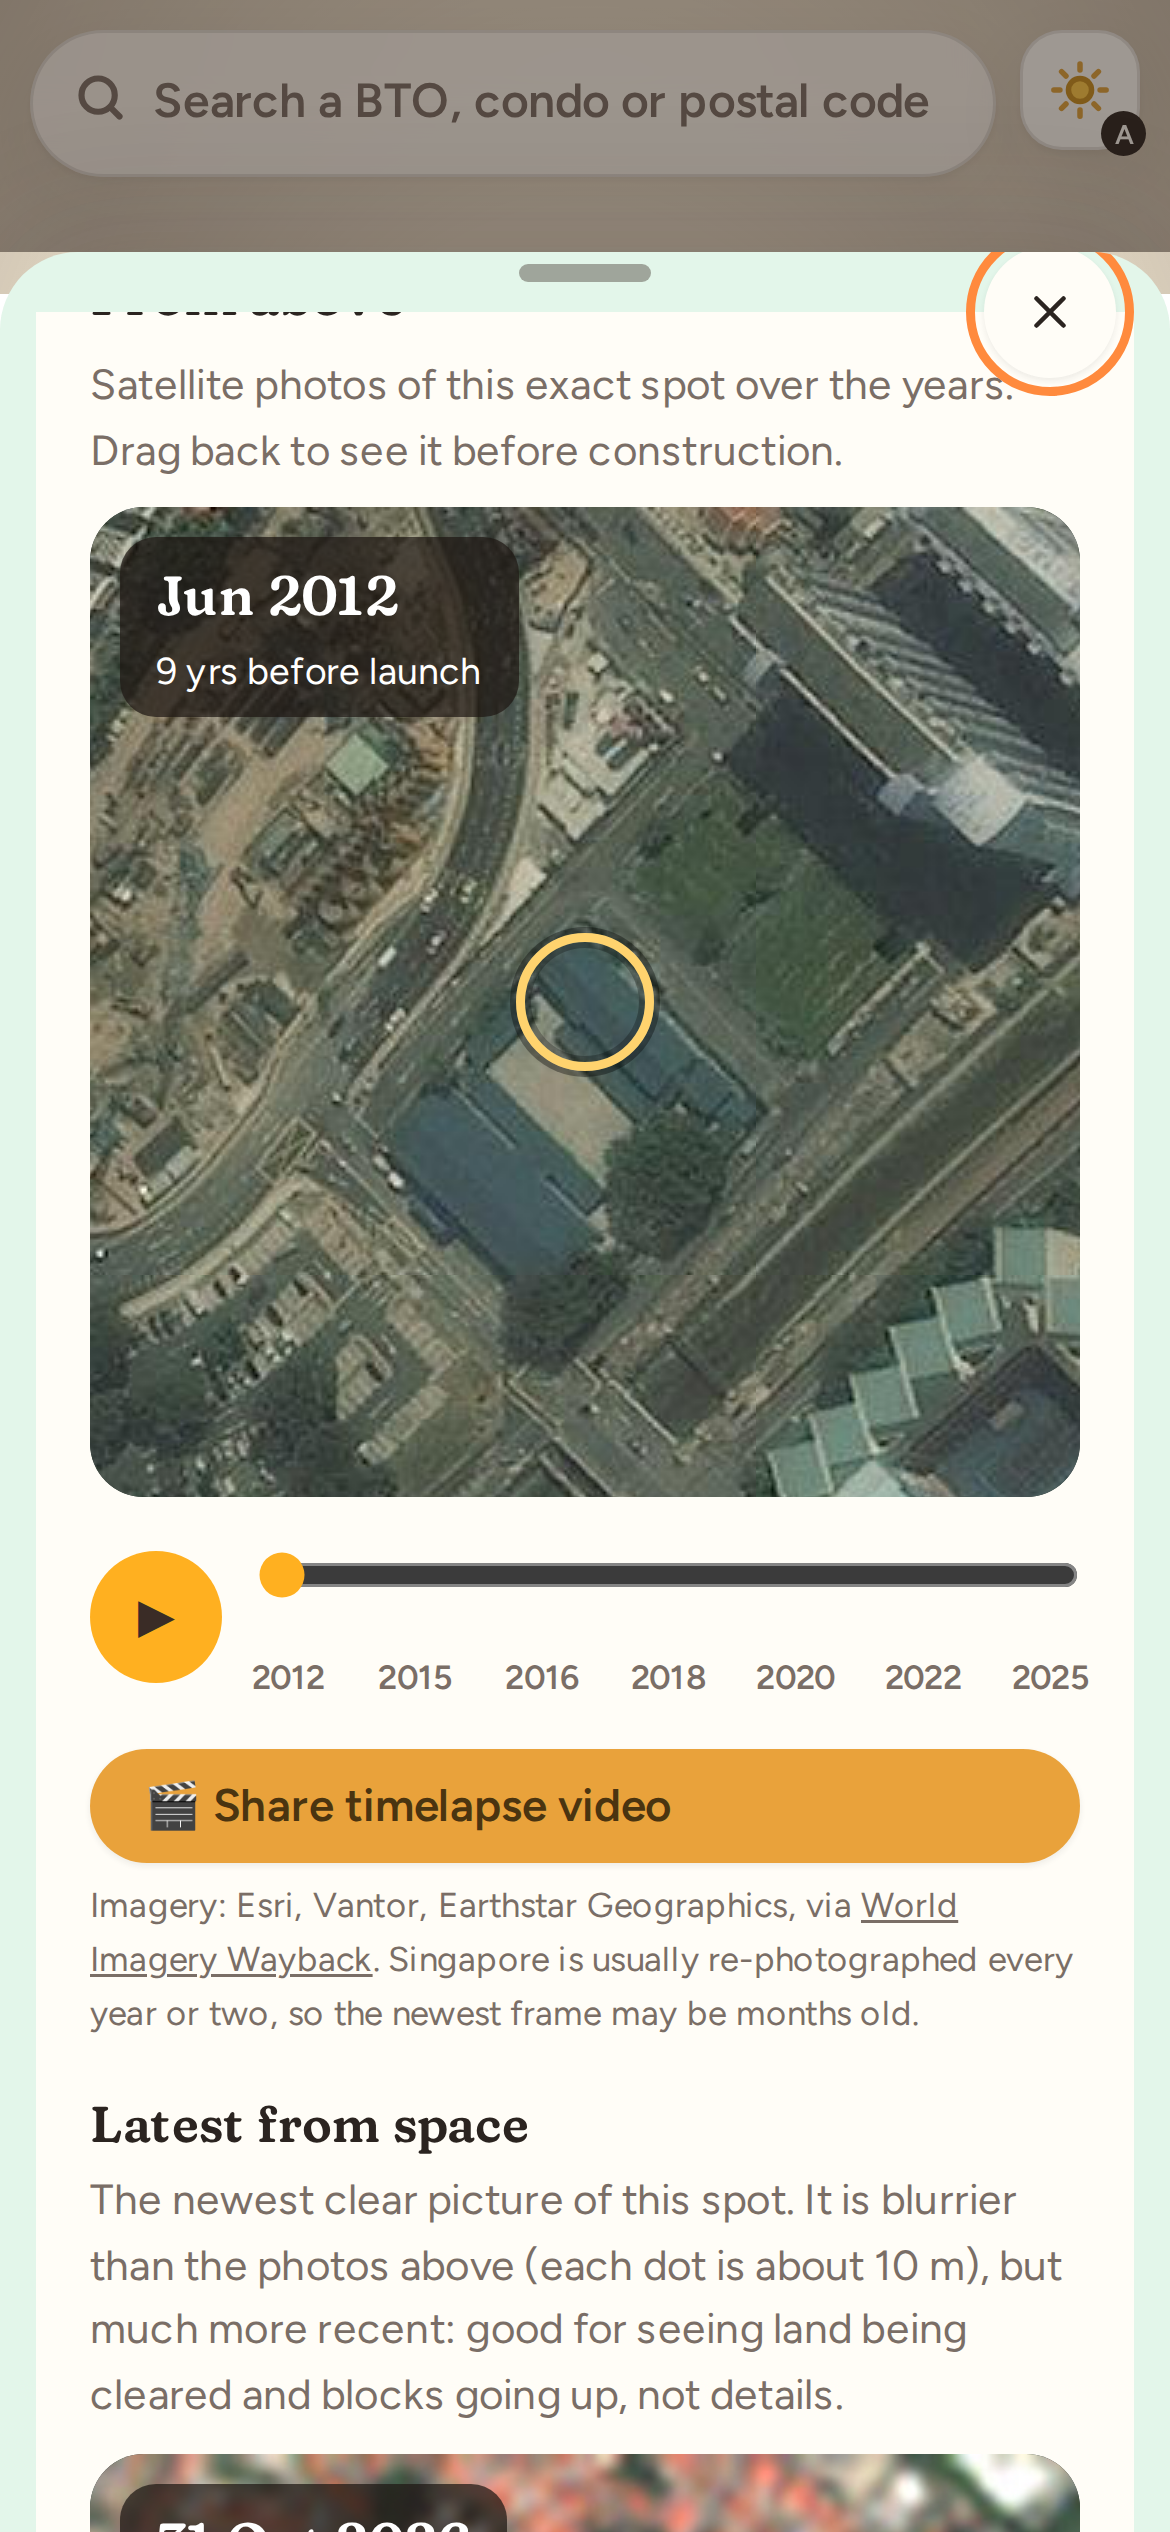 Search a BTO, condo or postal code
A
From above
Satellite photos of this exact spot over the years.
Drag back to see it before construction.
Jun 2012
9 yrs before launch
2012 2015 2016 2018 2020 2022 2025
🎬 Share timelapse video
Imagery: Esri, Vantor, Earthstar Geographics, via World
Imagery Wayback. Singapore is usually re-photographed every
year or two, so the newest frame may be months old.
Latest from space
The newest clear picture of this spot. It is blurrier
than the photos above (each dot is about 10 m), but
much more recent: good for seeing land being
cleared and blocks going up, not details.